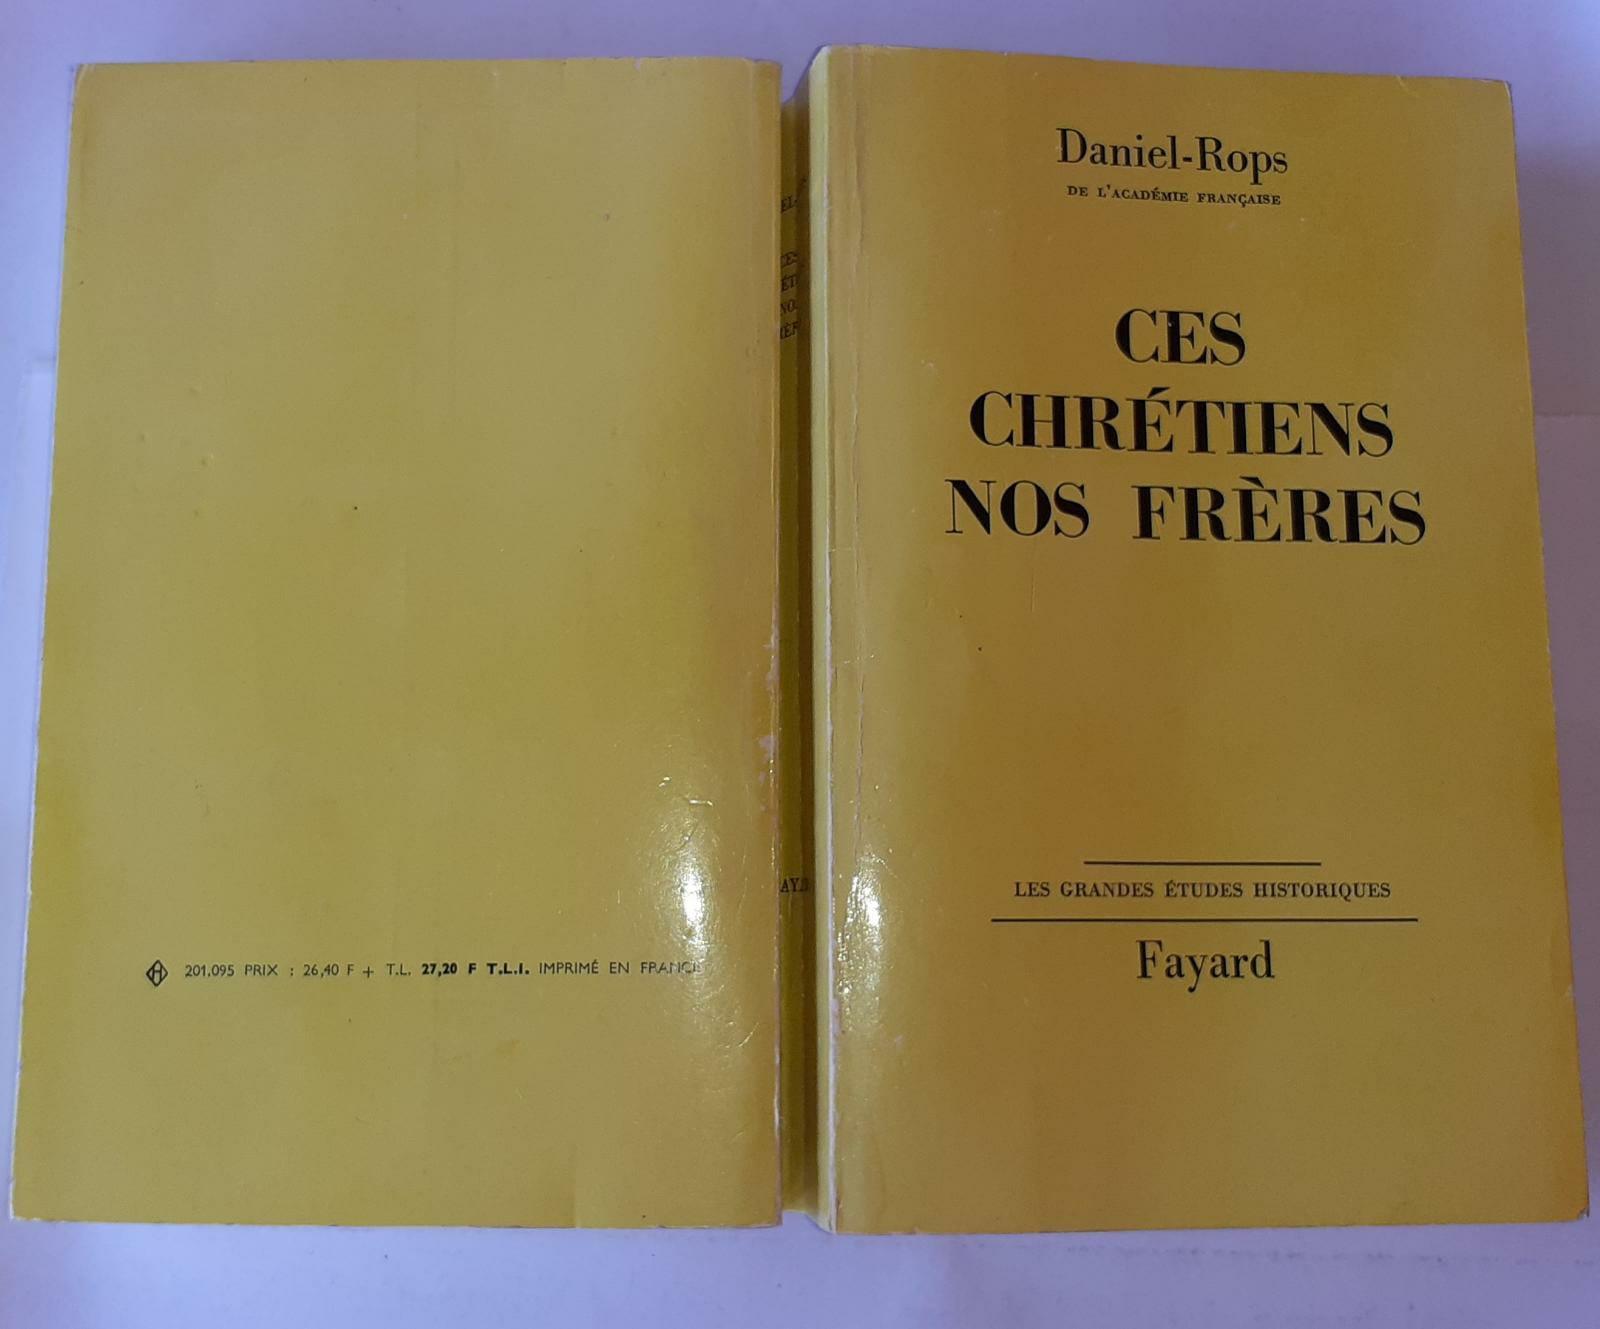 Daniel-Rops
DE L'ACADÉMIE FRANÇAISE
CES
CHRÉTIENS
NOS FRÈRES
LES GRANDES ÉTUDES HISTORIQUES
Fayard
201.095 PRIX : 26,40 F + T.L. 27,20 F T.L.I. IMPRIMÉ EN FRANCE
CES